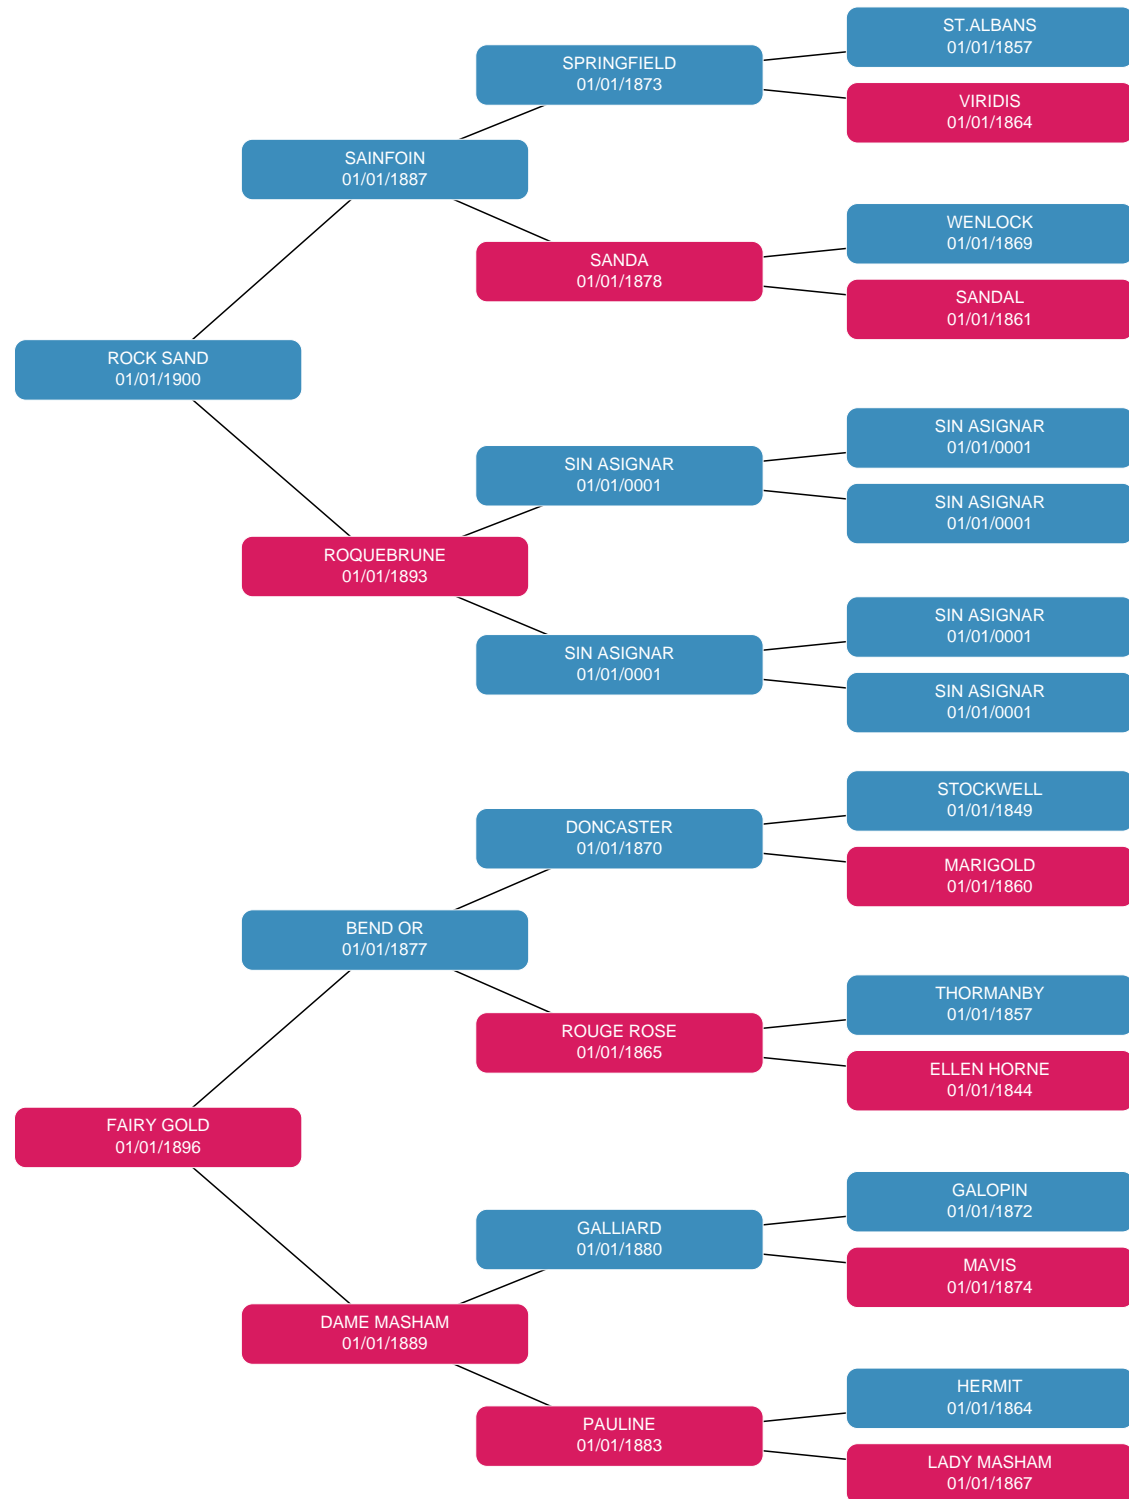 ST.ALBANS
01/01/1857
SPRINGFIELD
01/01/1873
VIRIDIS
01/01/1864
SAINFOIN
01/01/1887
WENLOCK
01/01/1869
SANDA
01/01/1878
SANDAL
01/01/1861
ROCK SAND
01/01/1900
SIN ASIGNAR
01/01/0001
SIN ASIGNAR
01/01/0001
SIN ASIGNAR
01/01/0001
ROQUEBRUNE
01/01/1893
SIN ASIGNAR
01/01/0001
SIN ASIGNAR
01/01/0001
SIN ASIGNAR
01/01/0001
STOCKWELL
01/01/1849
DONCASTER
01/01/1870
MARIGOLD
01/01/1860
BEND OR
01/01/1877
THORMANBY
01/01/1857
ROUGE ROSE
01/01/1865
ELLEN HORNE
01/01/1844
FAIRY GOLD
01/01/1896
GALOPIN
01/01/1872
GALLIARD
01/01/1880
MAVIS
01/01/1874
DAME MASHAM
01/01/1889
HERMIT
01/01/1864
PAULINE
01/01/1883
LADY MASHAM
01/01/1867